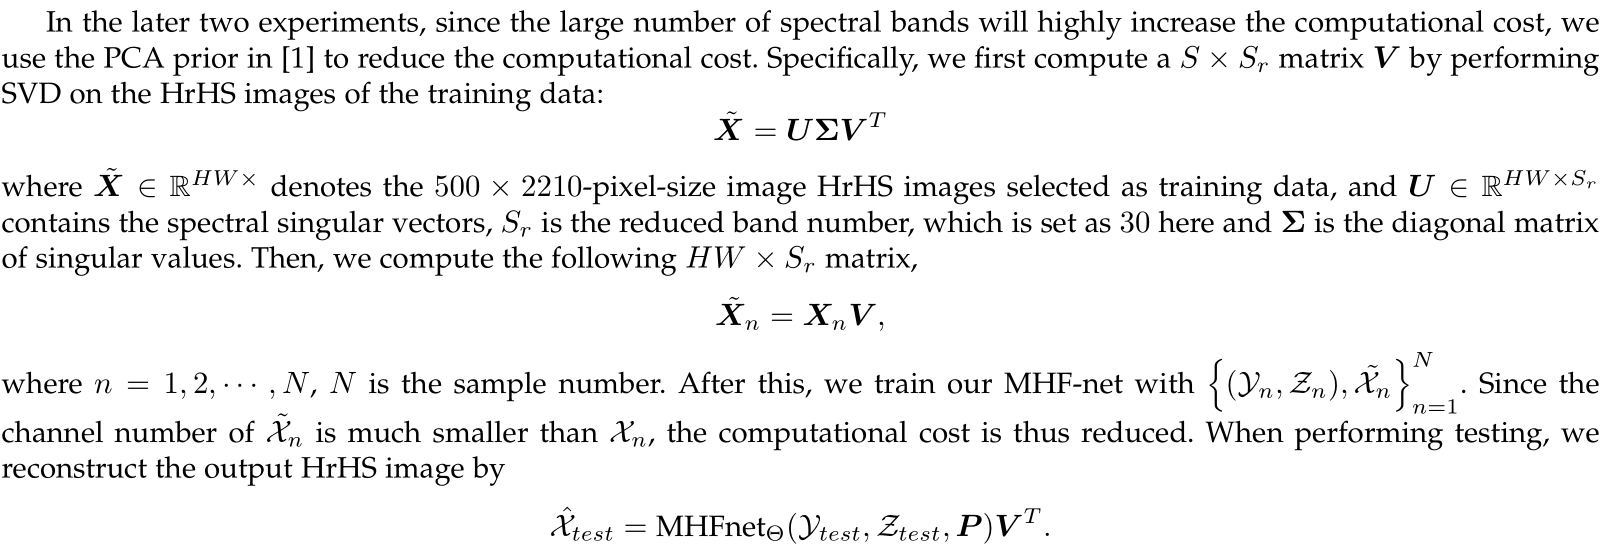 In the later two experiments, since the large number of spectral bands will highly increase the computational cost, we
use the PCA prior in [1] to reduce the computational cost. Specifically, we first compute a $S \times S_r$ matrix $\boldsymbol{V}$ by performing
SVD on the HrHS images of the training data:
$\tilde{\boldsymbol{X}} = \boldsymbol{U}\boldsymbol{\Sigma}\boldsymbol{V}^T$
where $\tilde{\boldsymbol{X}} \in \mathbb{R}^{HW\times}$ denotes the $500 \times 2210$-pixel-size image HrHS images selected as training data, and $\boldsymbol{U} \in \mathbb{R}^{HW \times S_r}$
contains the spectral singular vectors, $S_r$ is the reduced band number, which is set as $30$ here and $\boldsymbol{\Sigma}$ is the diagonal matrix
of singular values. Then, we compute the following $HW \times S_r$ matrix,
$\tilde{\boldsymbol{X}}_n = \boldsymbol{X}_n \boldsymbol{V},$
where $n = 1, 2, \cdots, N$, $N$ is the sample number. After this, we train our MHF-net with $\left\{(\mathcal{Y}_n, \mathcal{Z}_n), \tilde{\mathcal{X}}_n\right\}_{n=1}^{N}$. Since the
channel number of $\tilde{\mathcal{X}}_n$ is much smaller than $\mathcal{X}_n$, the computational cost is thus reduced. When performing testing, we
reconstruct the output HrHS image by
$\hat{\mathcal{X}}_{test} = \text{MHFnet}_{\Theta}(\mathcal{Y}_{test}, \mathcal{Z}_{test}, \boldsymbol{P})\boldsymbol{V}^T.$